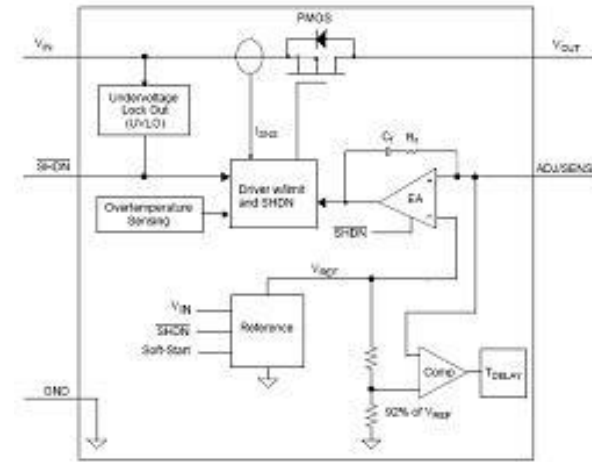 PMOS
VIN
VOUT
Undervoltage
Lock Out
(UVLO)
ISNS
Cf Rf
SHDN
ADJ/SENS
Driver w/limit
and SHDN
EA
Overtemperature
Sensing
SHDN
VREF
VIN
SHDN
Reference
Soft-Start
Comp
TDELAY
GND
92% of VREF